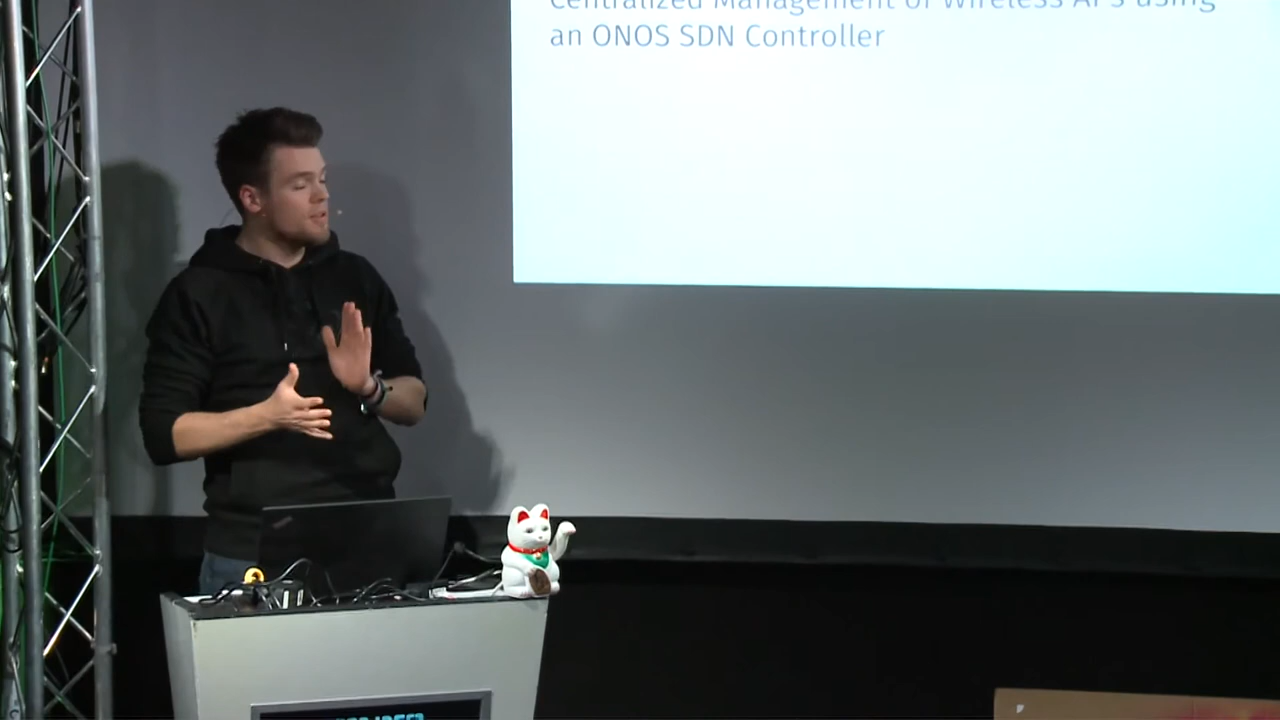 Centralized Management of Wireless APs using
an ONOS SDN Controller